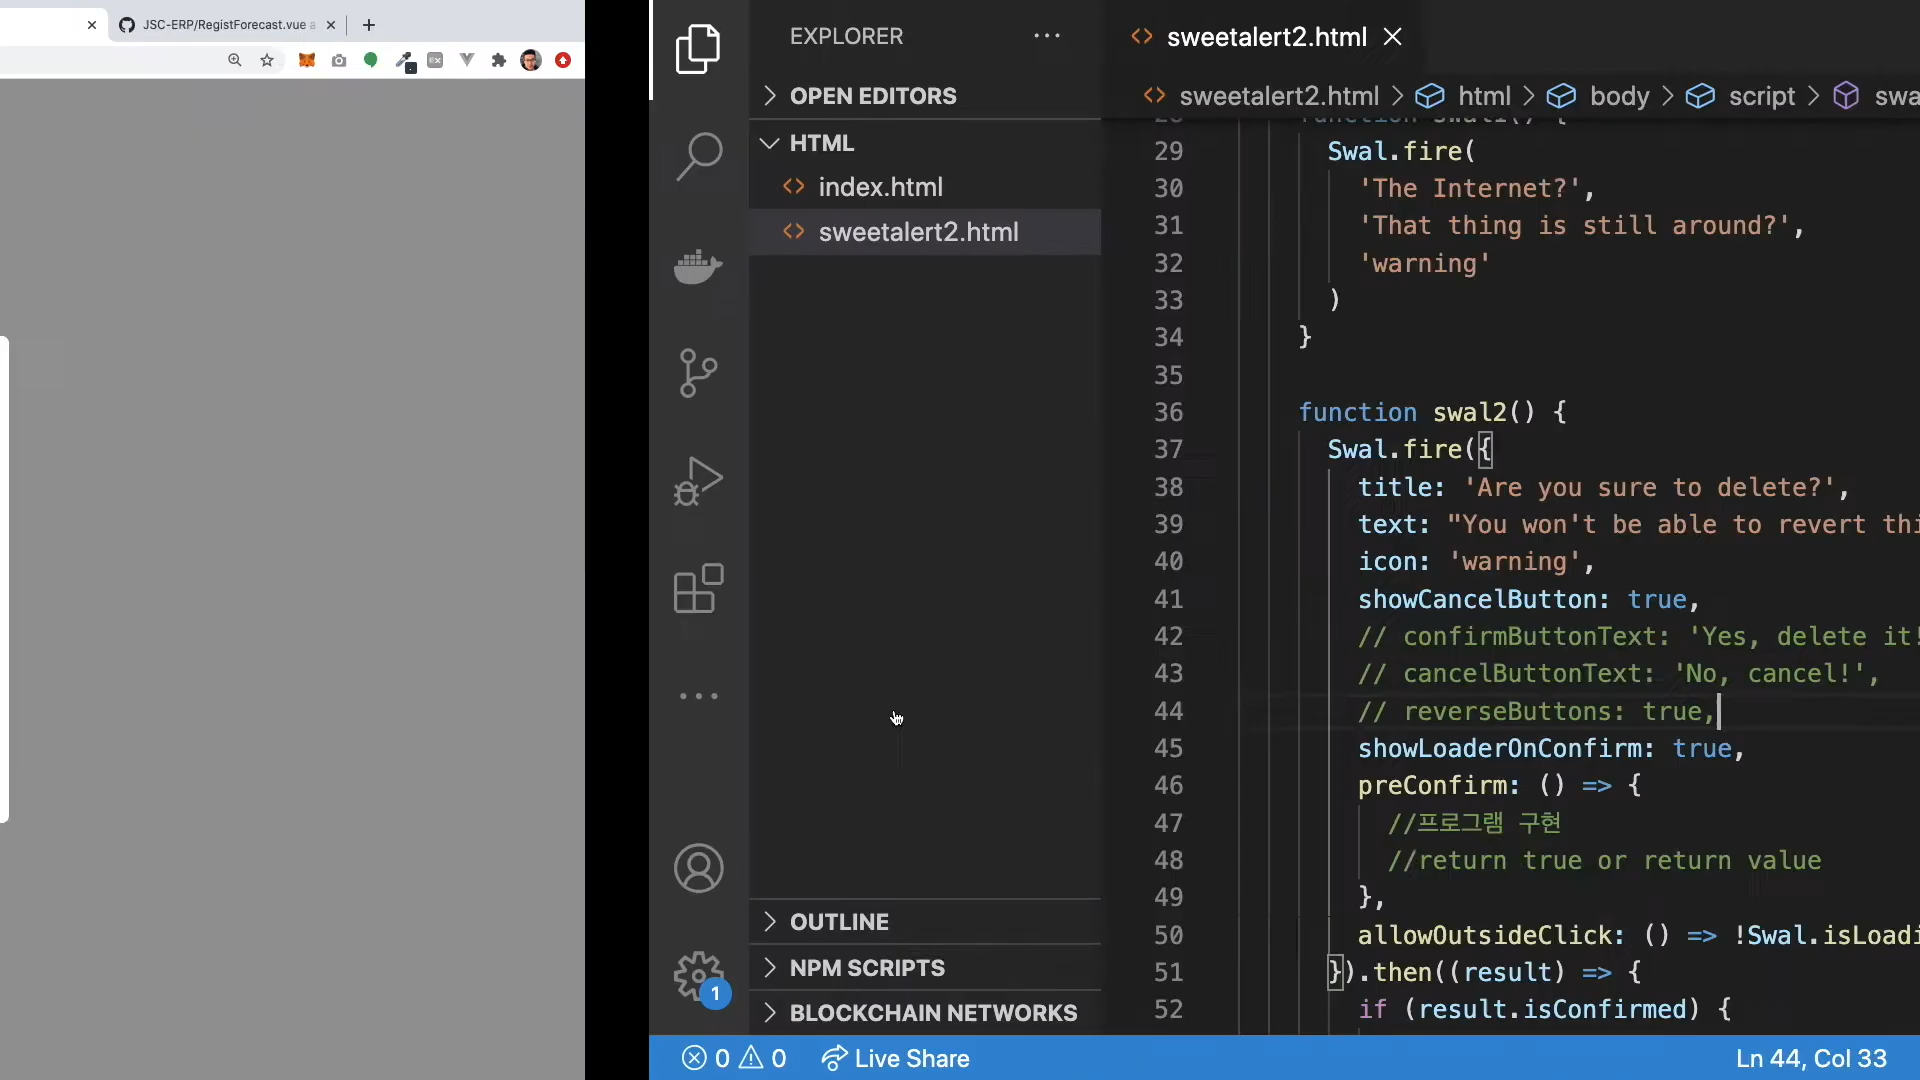 JSC-ERP/RegistForecast.vue
EXPLORER
OPEN EDITORS
HTML
index.html
sweetalert2.html
OUTLINE
NPM SCRIPTS
BLOCKCHAIN NETWORKS
1
sweetalert2.html
sweetalert2.html > html > body > script > swa
29 Swal.fire(
30 'The Internet?',
31 'That thing is still around?',
32 'warning'
33 )
34 }
35
36 function swal2() {
37 Swal.fire({
38 title: 'Are you sure to delete?',
39 text: "You won't be able to revert thi
40 icon: 'warning',
41 showCancelButton: true,
42 // confirmButtonText: 'Yes, delete it!
43 // cancelButtonText: 'No, cancel!',
44 // reverseButtons: true,
45 showLoaderOnConfirm: true,
46 preConfirm: () => {
47 //프로그램 구현
48 //return true or return value
49 },
50 allowOutsideClick: () => !Swal.isLoadi
51 }).then((result) => {
52 if (result.isConfirmed) {
0 0 Live Share Ln 44, Col 33